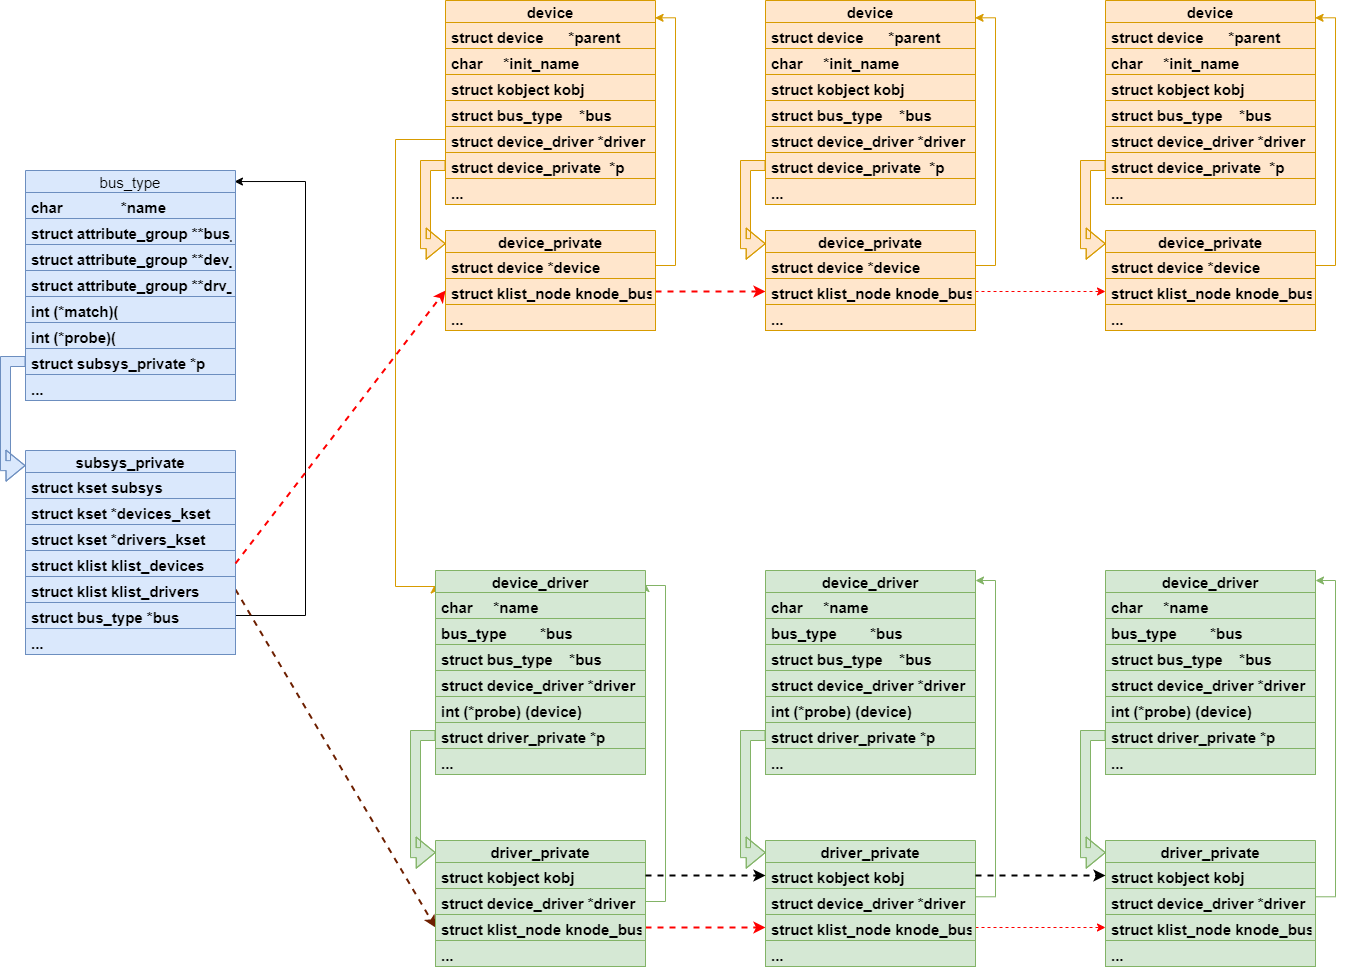 bus_type
char *name
struct attribute_group **bus_
struct attribute_group **dev_
struct attribute_group **drv_
int (*match)(
int (*probe)(
struct subsys_private *p
...
subsys_private
struct kset subsys
struct kset *devices_kset
struct kset *drivers_kset
struct klist klist_devices
struct klist klist_drivers
struct bus_type *bus
...
device
struct device *parent
char *init_name
struct kobject kobj
struct bus_type *bus
struct device_driver *driver
struct device_private *p
...
device_private
struct device *device
struct klist_node knode_bus
...
device
struct device *parent
char *init_name
struct kobject kobj
struct bus_type *bus
struct device_driver *driver
struct device_private *p
...
device_private
struct device *device
struct klist_node knode_bus
...
device
struct device *parent
char *init_name
struct kobject kobj
struct bus_type *bus
struct device_driver *driver
struct device_private *p
...
device_private
struct device *device
struct klist_node knode_bus
...
device_driver
char *name
bus_type *bus
struct bus_type *bus
struct device_driver *driver
int (*probe) (device)
struct driver_private *p
...
driver_private
struct kobject kobj
struct device_driver *driver
struct klist_node knode_bus
...
device_driver
char *name
bus_type *bus
struct bus_type *bus
struct device_driver *driver
int (*probe) (device)
struct driver_private *p
...
driver_private
struct kobject kobj
struct device_driver *driver
struct klist_node knode_bus
...
device_driver
char *name
bus_type *bus
struct bus_type *bus
struct device_driver *driver
int (*probe) (device)
struct driver_private *p
...
driver_private
struct kobject kobj
struct device_driver *driver
struct klist_node knode_bus
...